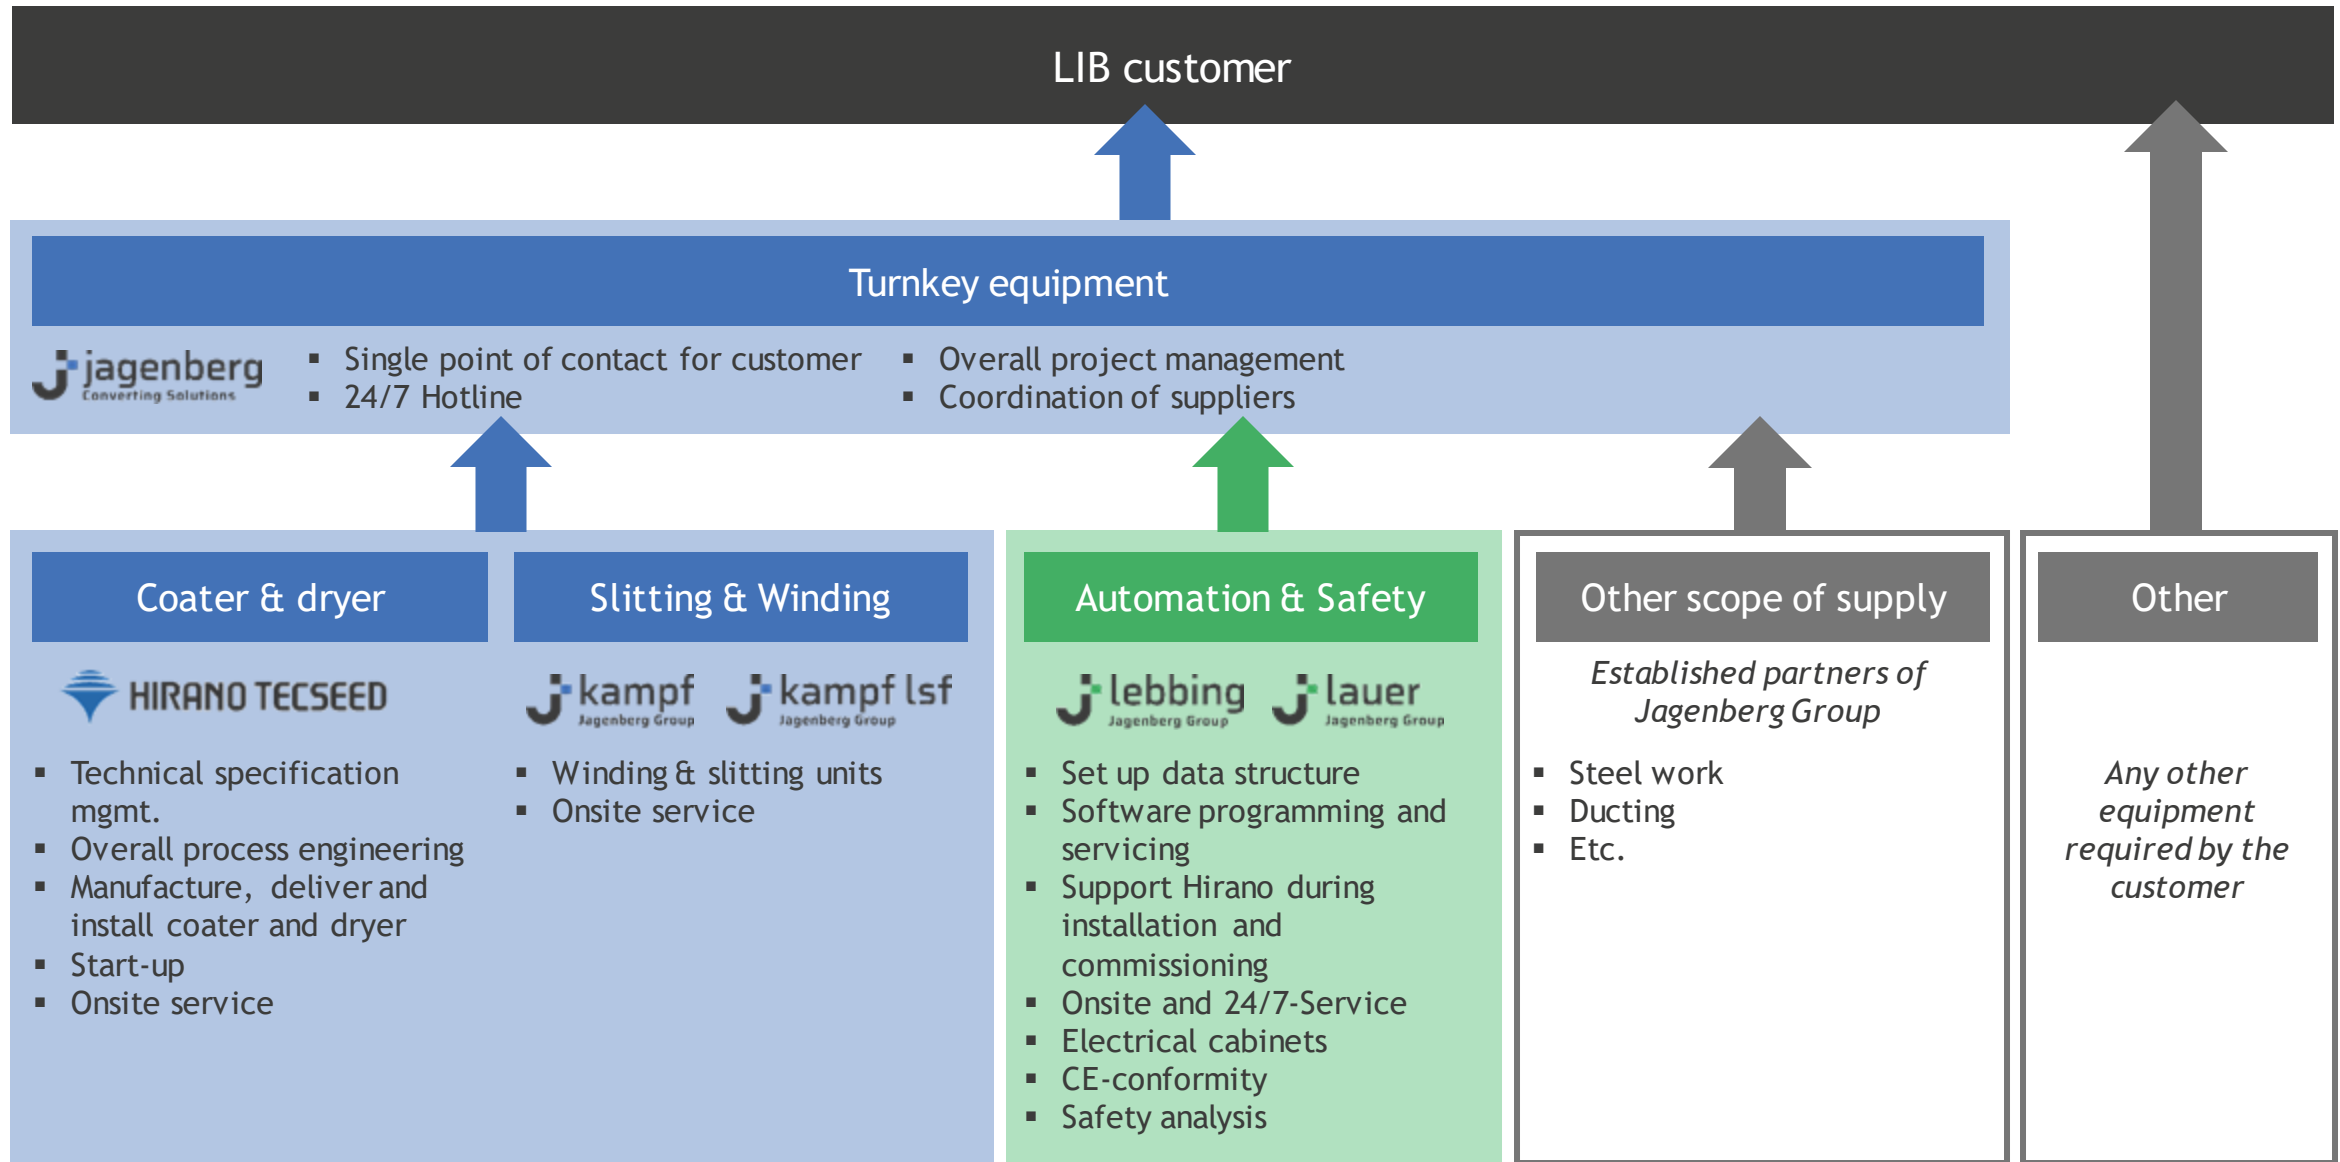 LIB customer
Turnkey equipment
jagenberg
Converting Solutions
▪ Single point of contact for customer
▪ 24/7 Hotline
▪ Overall project management
▪ Coordination of suppliers
Coater & dryer
HIRANO TECSEED
▪ Technical specification
mgmt.
▪ Overall process engineering
▪ Manufacture, deliver and
install coater and dryer
▪ Start-up
▪ Onsite service
Slitting & Winding
kampf
Jagenberg Group
kampf lsf
Jagenberg Group
▪ Winding & slitting units
▪ Onsite service
Automation & Safety
lebbing
Jagenberg Group
lauer
Jagenberg Group
▪ Set up data structure
▪ Software programming and
servicing
▪ Support Hirano during
installation and
commissioning
▪ Onsite and 24/7-Service
▪ Electrical cabinets
▪ CE-conformity
▪ Safety analysis
Other scope of supply
Established partners of
Jagenberg Group
▪ Steel work
▪ Ducting
▪ Etc.
Other
Any other
equipment
required by the
customer